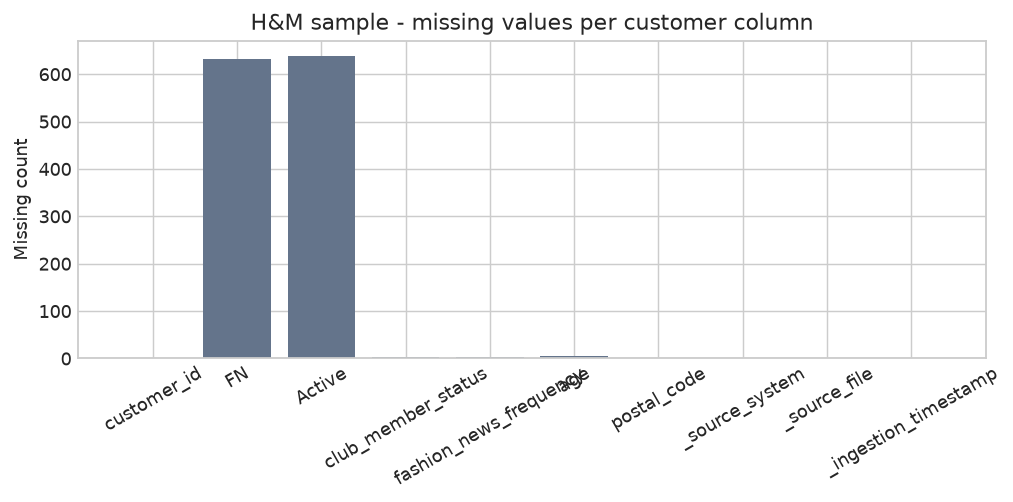 H&M sample - missing values per customer column
Missing count
600
500
400
300
200
100
0
customer_id
FN
Active
club_member_status
fashion_news_frequency
age
postal_code
_source_system
_source_file
_ingestion_timestamp